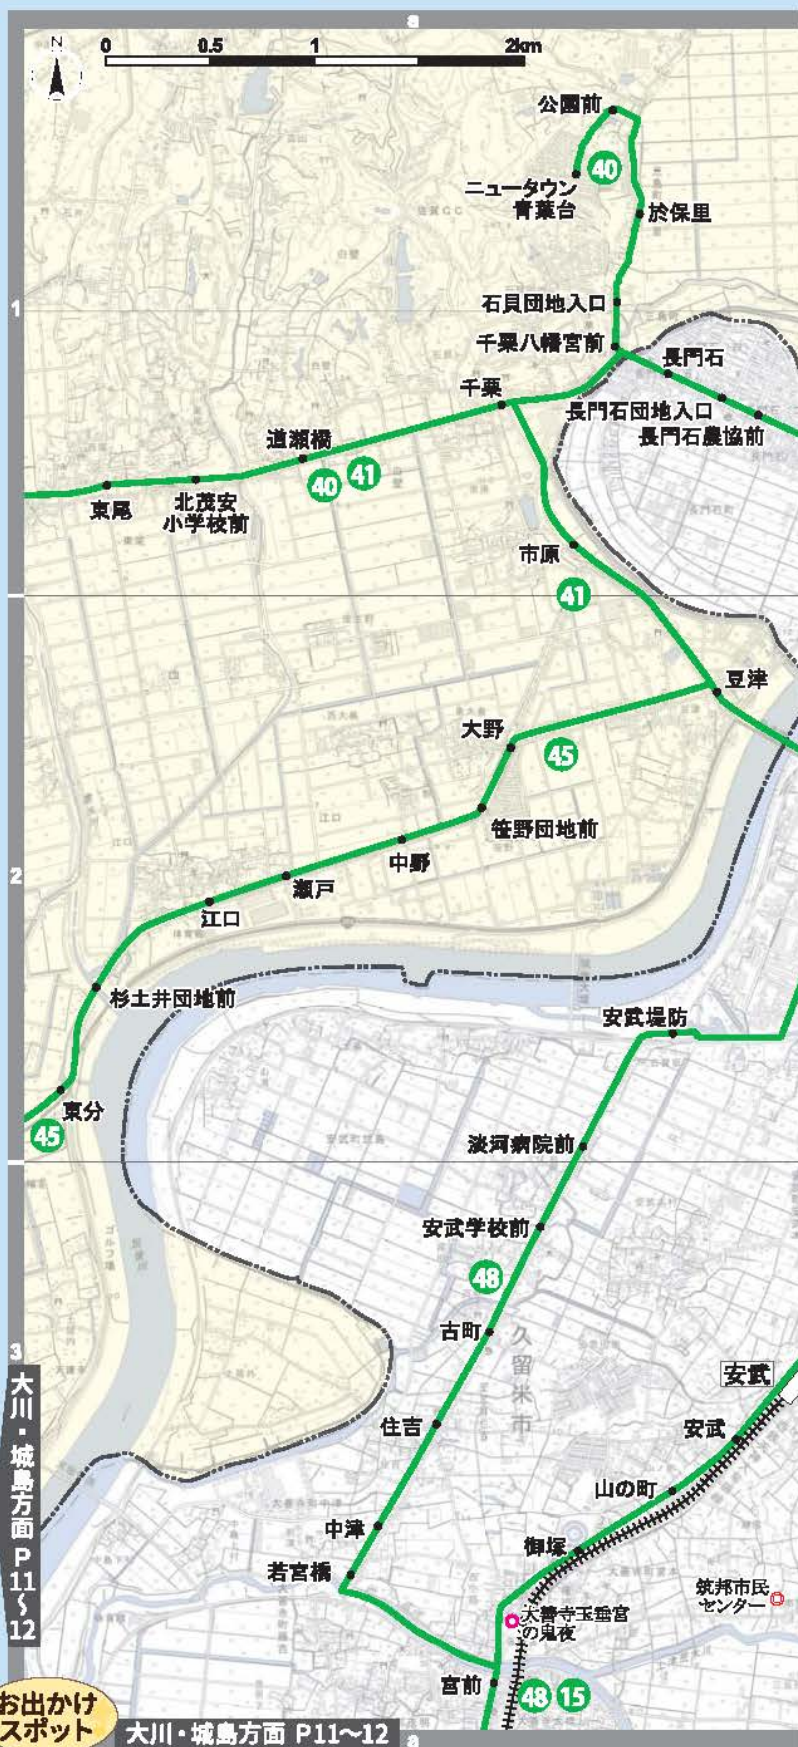 a
N
0 0.5 1 2km
公園前
40
ニュータウン
青葉台
於保里
1
石貝団地入口
千栗八幡宮前
長門石
千栗
長門石団地入口
長門石農協前
道瀬橋
40 41
東尾
北茂安
小学校前
市原
41
豆津
大野
45
笹野団地前
中野
2
瀬戸
江口
杉土井団地前
安武堤防
東分
45
淡河病院前
安武学校前
48
古町
久留米市
3
大川・城島方面 P11~12
安武
住吉
安武
山の町
中津
御塚
若宮橋
筑邦市民
センター
大善寺玉垂宮
の鬼夜
宮前
48 15
お出かけ
スポット
大川・城島方面 P11~12
a